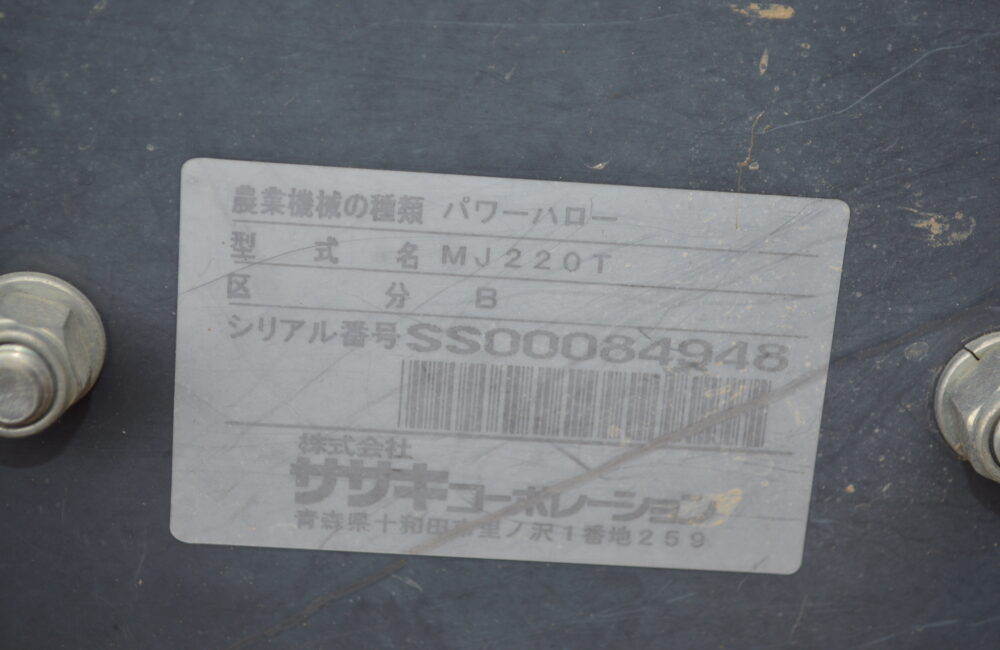 農業機械の種類 パワーハロー
型式名 MJ220T
区分 B
シリアル番号 SS00084948
株式会社
ササキコーポレーション
青森県十和田市里ノ沢1番地259